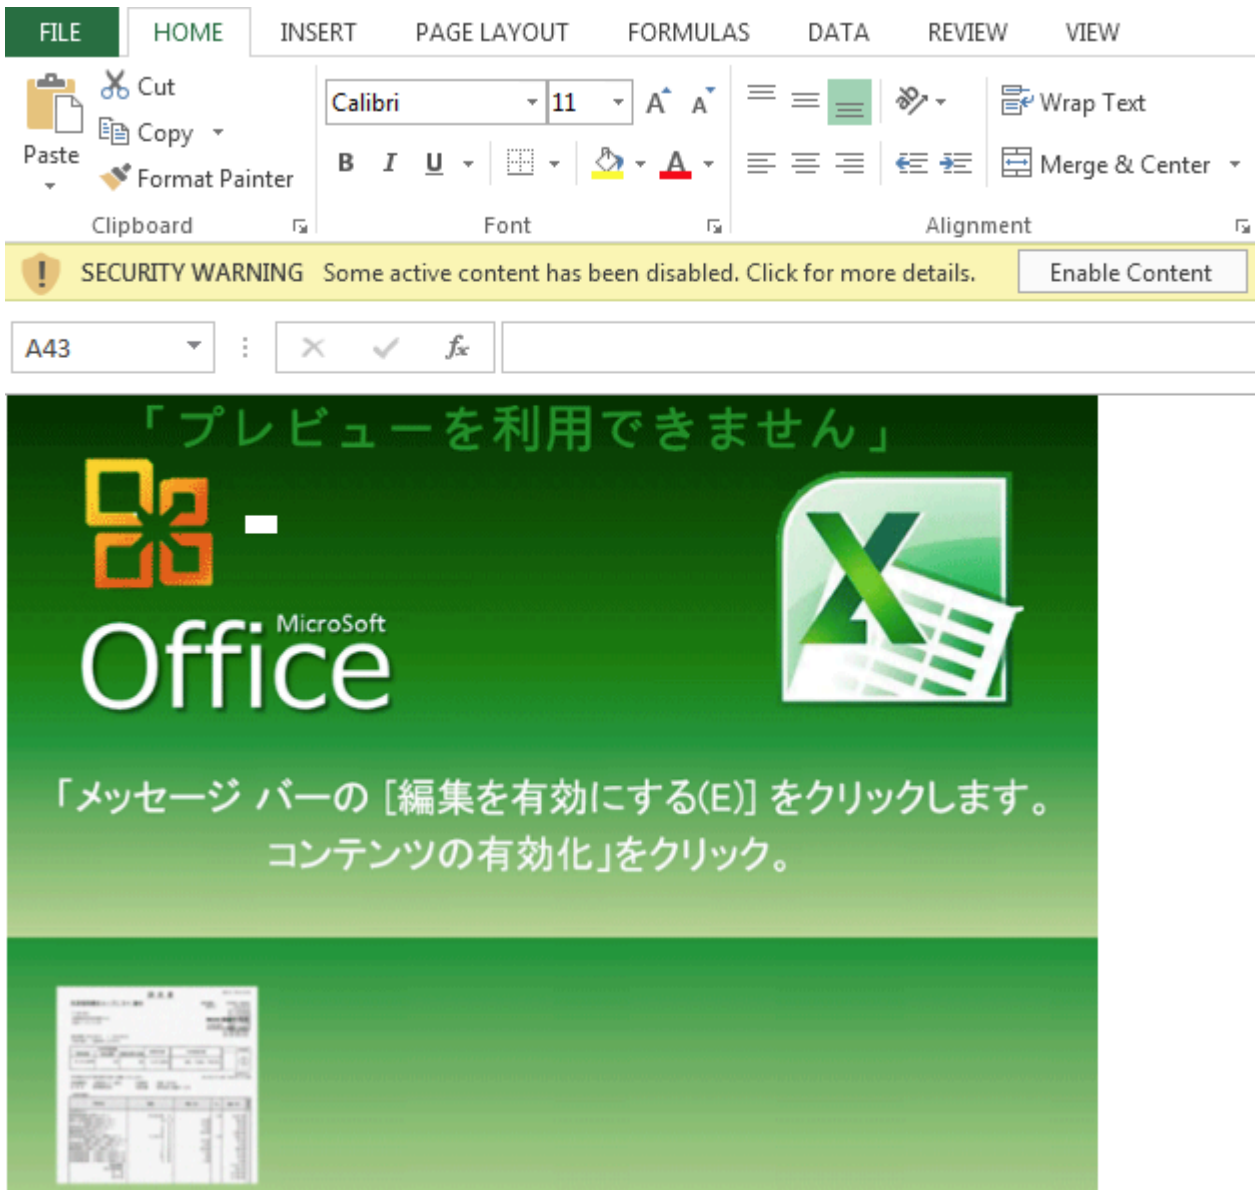 FILE HOME INSERT PAGE LAYOUT FORMULAS DATA REVIEW VIEW
Cut
Copy
Format Painter
Paste
Calibri 11
B I U A
Wrap Text
Merge & Center
Clipboard Font Alignment
SECURITY WARNING Some active content has been disabled. Click for more details. Enable Content
A43 fx
「プレビューを利用できません」
MicroSoft
Office
「メッセージ バーの [編集を有効にする(E)] をクリックします。
コンテンツの有効化」をクリック。